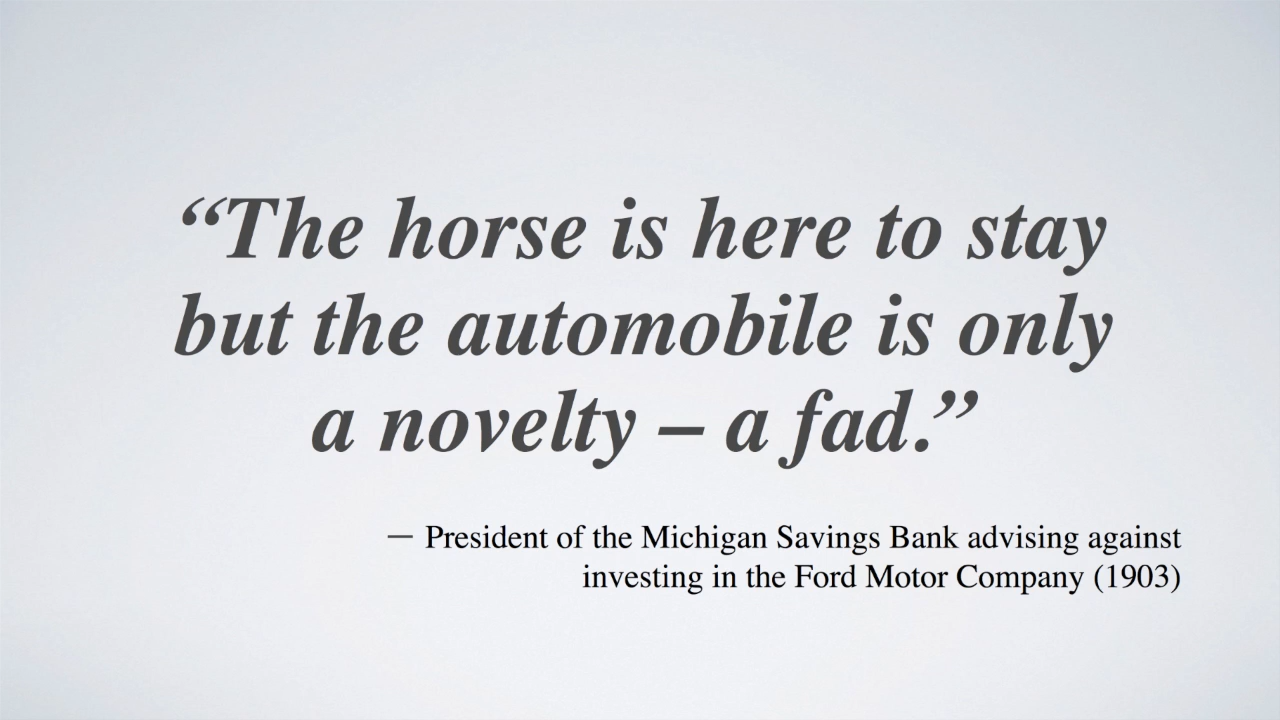 “The horse is here to stay
but the automobile is only
a novelty – a fad.”
— President of the Michigan Savings Bank advising against
investing in the Ford Motor Company (1903)